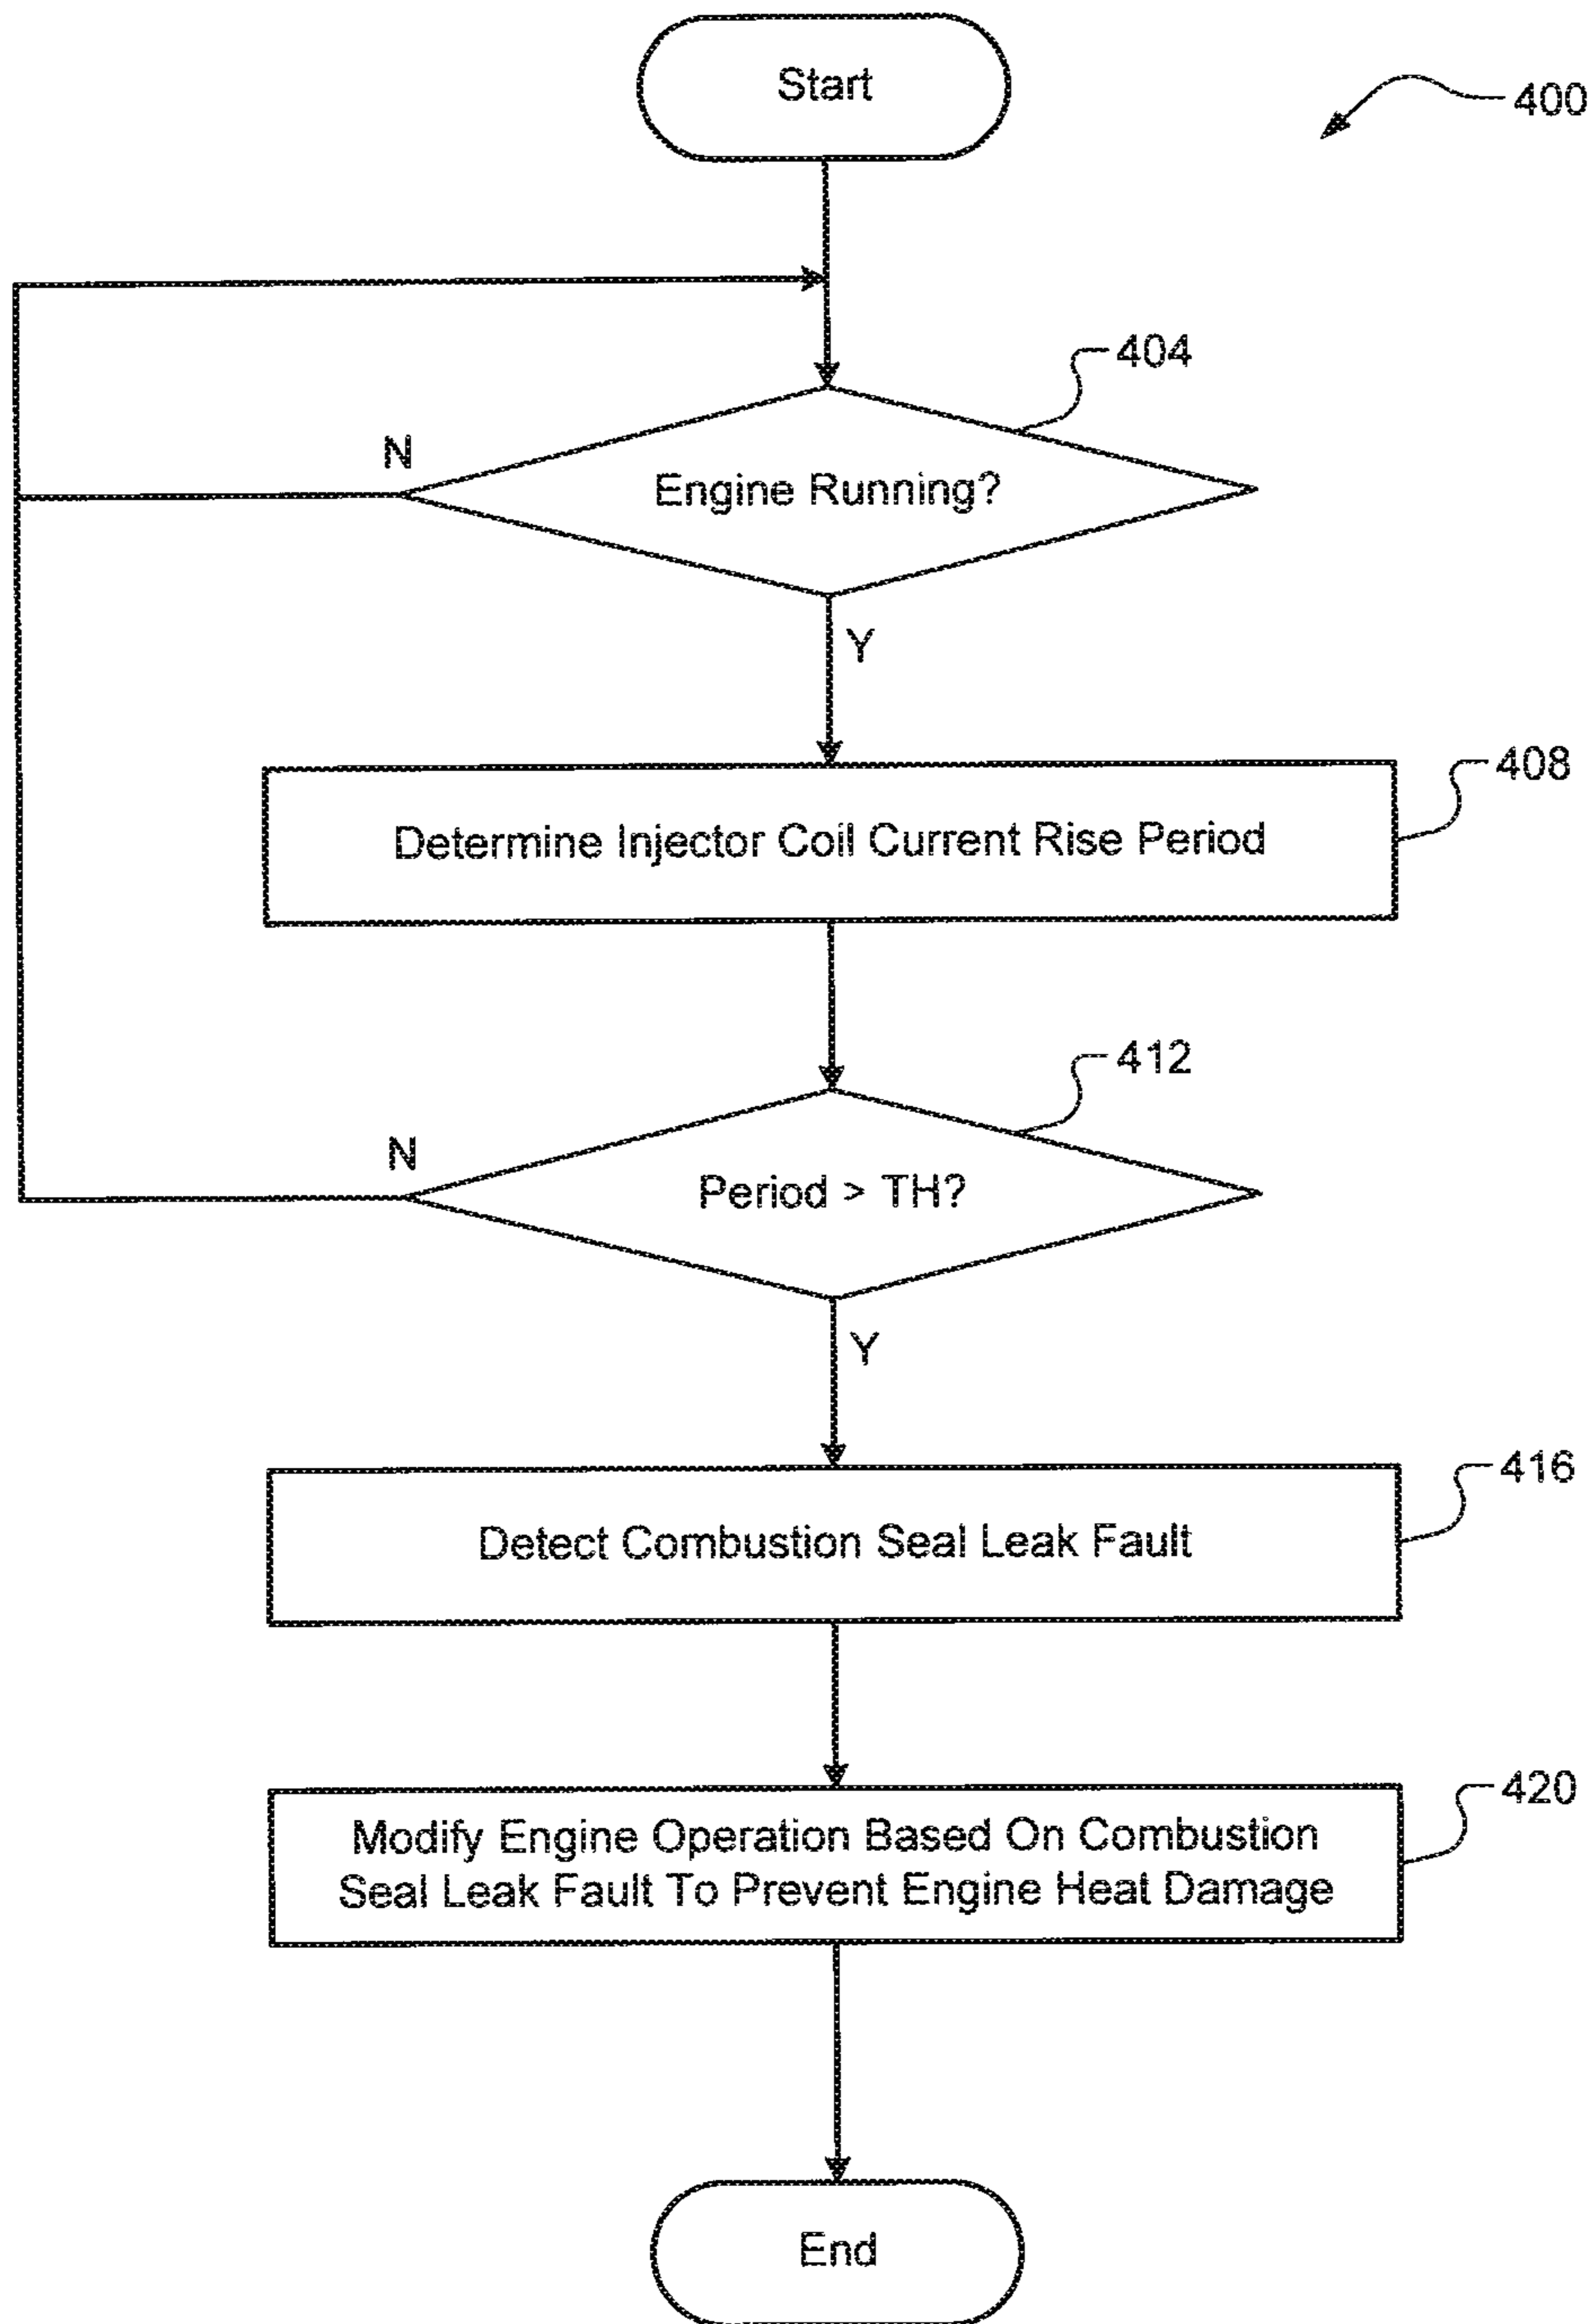 Start
400
404
N
Engine Running?
Y
408
Determine Injector Coil Current Rise Period
412
N
Period > TH?
Y
416
Detect Combustion Seal Leak Fault
420
Modify Engine Operation Based On Combustion
Seal Leak Fault To Prevent Engine Heat Damage
End